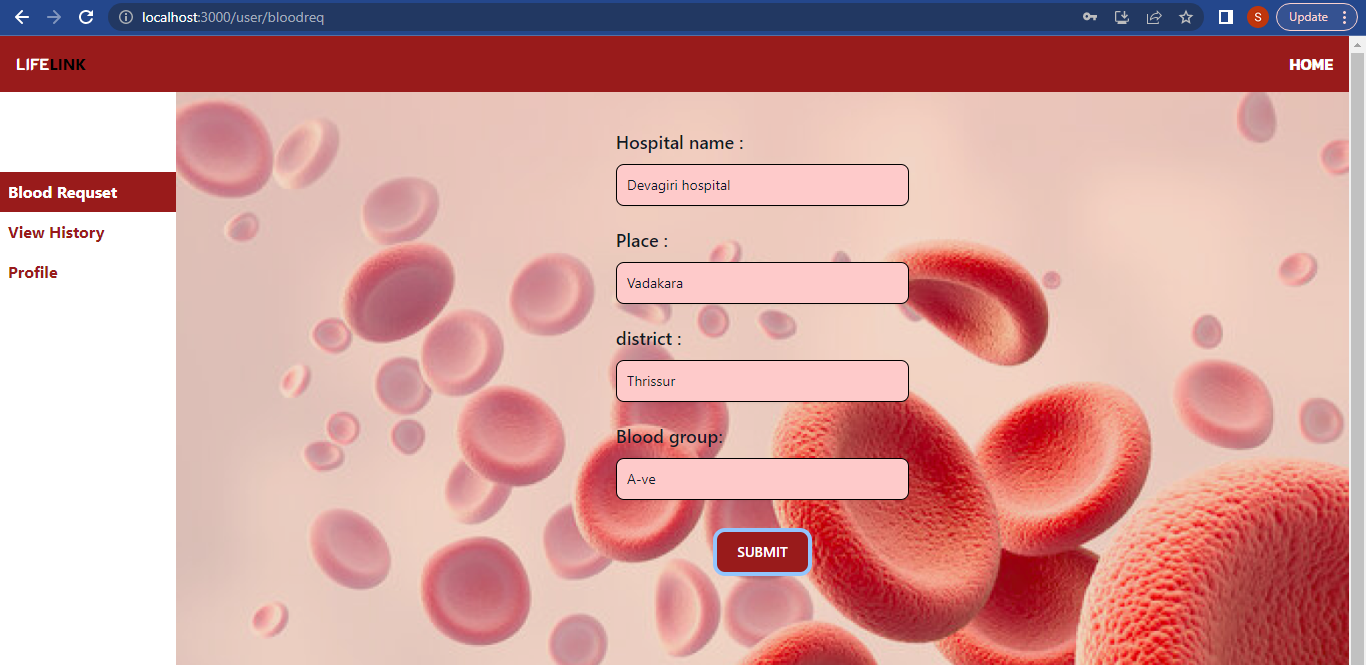 localhost:3000/user/bloodreq
S
Update
LIFELINK
HOME
Blood Requset
View History
Profile
Hospital name :
Devagiri hospital
Place :
Vadakara
district :
Thrissur
Blood group:
A-ve
SUBMIT